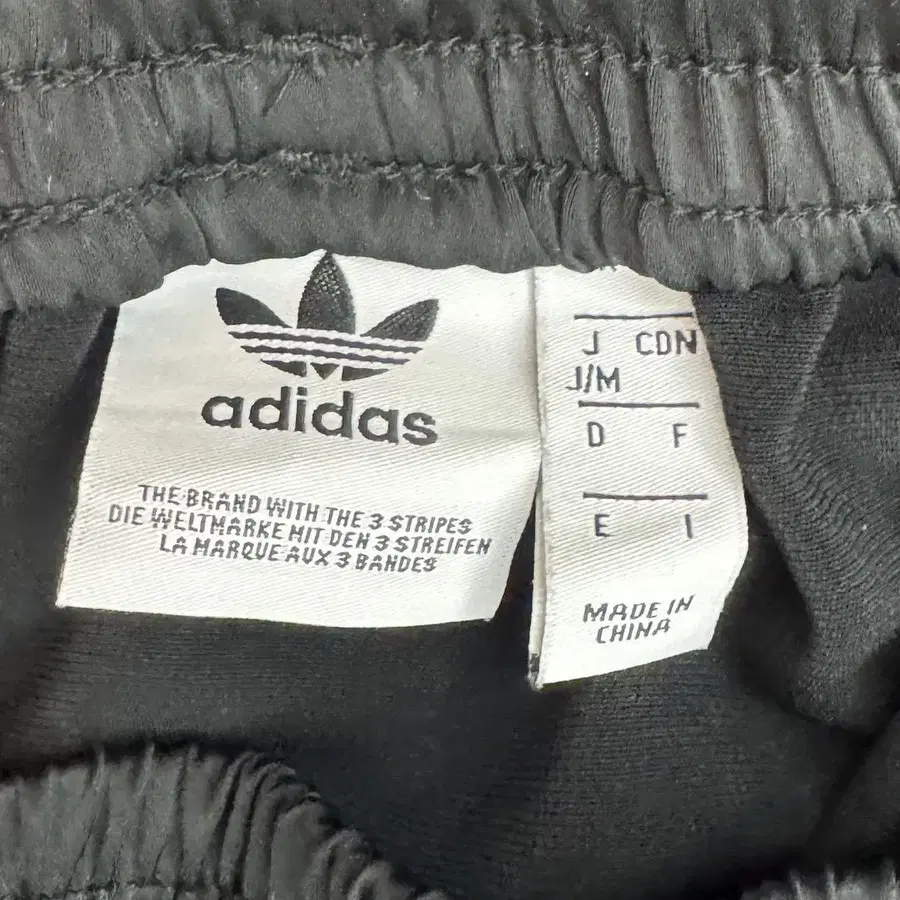 adidas
THE BRAND WITH THE 3 STRIPES
DIE WELTMARKE MIT DEN 3 STREIFEN
LA MARQUE AUX 3 BANDES
J CDN
J/M
D F
E I
MADE IN
CHINA